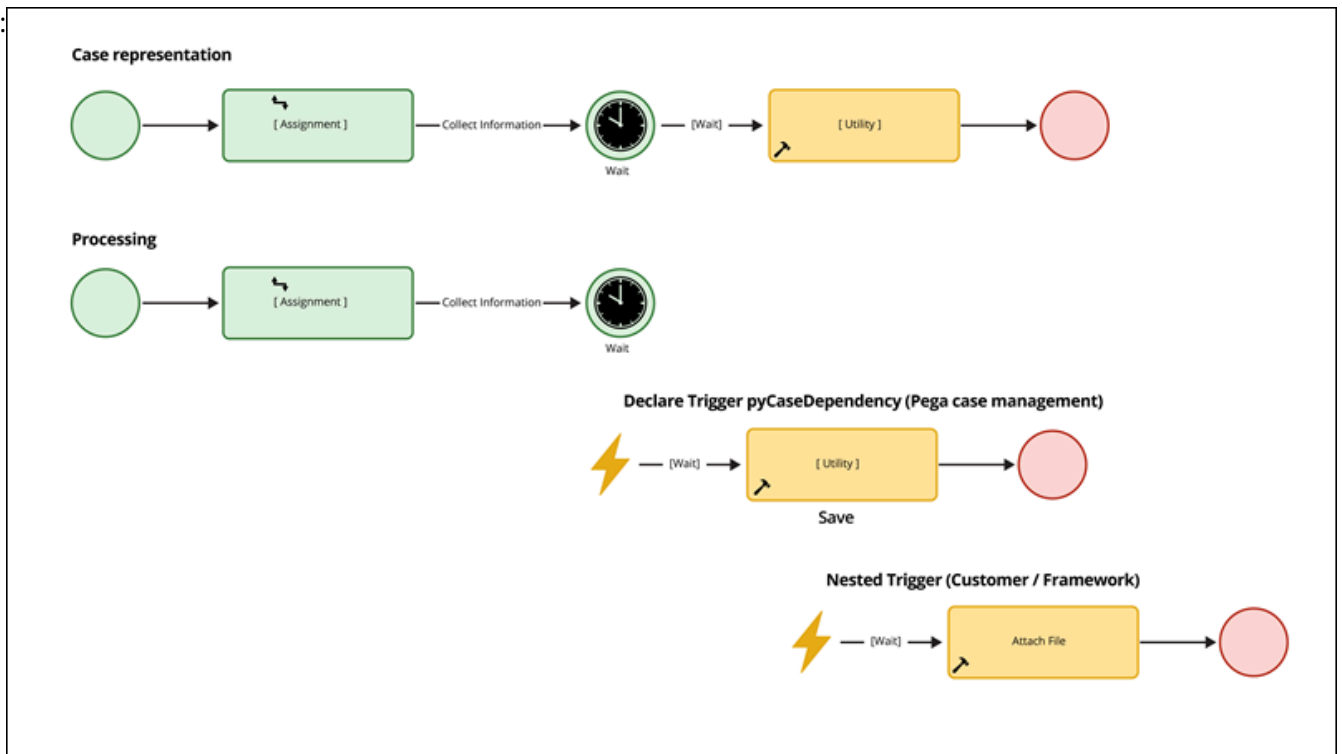 :
Case representation
[ Assignment ]
Collect Information
[Wait]
[ Utility ]
Wait
Processing
[ Assignment ]
Collect Information
Wait
Declare Trigger pyCaseDependency (Pega case management)
[Wait]
[ Utility ]
Save
Nested Trigger (Customer / Framework)
[Wait]
Attach File